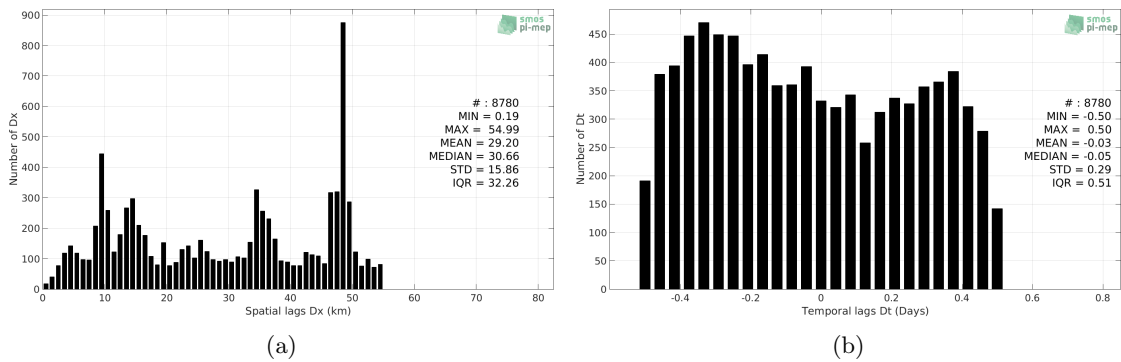 900
800
700
600
500
400
300
200
100
0
Number of Dx
0 10 20 30 40 50 60 70 80
Spatial lags Dx (km)
smos
pi-mep
# : 8780
MIN = 0.19
MAX = 54.99
MEAN = 29.20
MEDIAN = 30.66
STD = 15.86
IQR = 32.26
(a)
450
400
350
300
250
200
150
100
50
0
Number of Dt
-0.4 -0.2 0 0.2 0.4 0.6 0.8
Temporal lags Dt (Days)
smos
pi-mep
# : 8780
MIN = -0.50
MAX = 0.50
MEAN = -0.03
MEDIAN = -0.05
STD = 0.29
IQR = 0.51
(b)